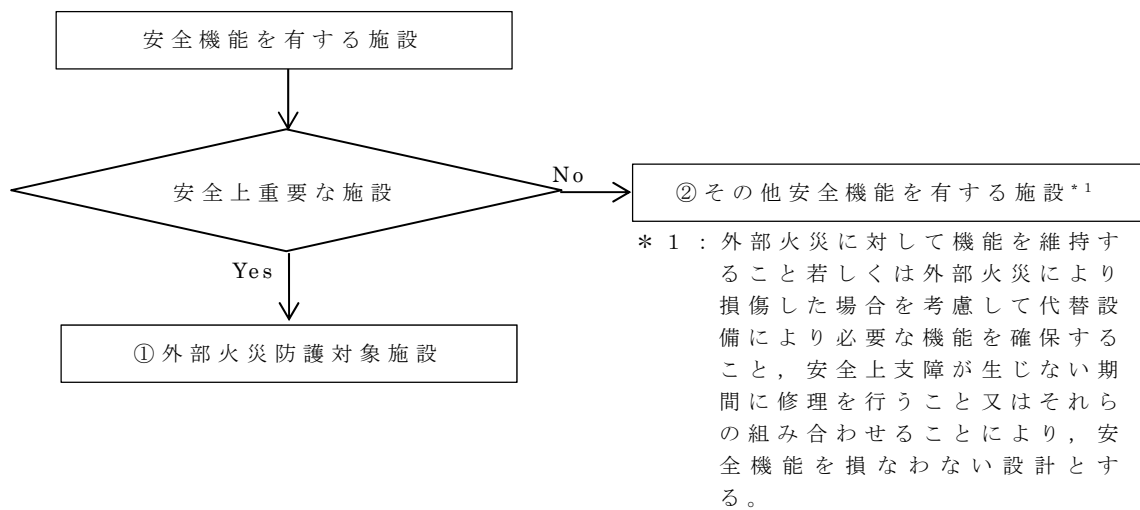 安全機能を有する施設
安全上重要な施設
No
②その他安全機能を有する施設*1
*1:外部火災に対して機能を維持す
ること若しくは外部火災により
損傷した場合を考慮して代替設
備により必要な機能を確保する
こと,安全上支障が生じない期
間に修理を行うこと又はそれら
の組み合わせることにより,安
全機能を損なわない設計とす
る。
Yes
①外部火災防護対象施設